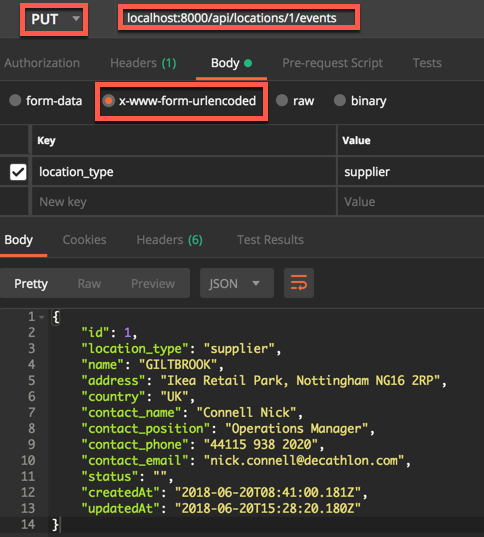 PUT localhost:8000/api/locations/1/events
Authorization Headers (1) Body Pre-request Script Tests
form-data x-www-form-urlencoded raw binary
Key Value
location_type supplier
New key Value
Body Cookies Headers (6) Test Results
Pretty Raw Preview JSON
1 {
2 "id": 1,
3 "location_type": "supplier",
4 "name": "GILTBROOK",
5 "address": "Ikea Retail Park, Nottingham NG16 2RP",
6 "country": "UK",
7 "contact_name": "Connell Nick",
8 "contact_position": "Operations Manager",
9 "contact_phone": "44115 938 2020",
10 "contact_email": "nick.connell@decathlon.com",
11 "status": "",
12 "createdAt": "2018-06-20T08:41:00.181Z",
13 "updatedAt": "2018-06-20T15:28:20.180Z"
14 }